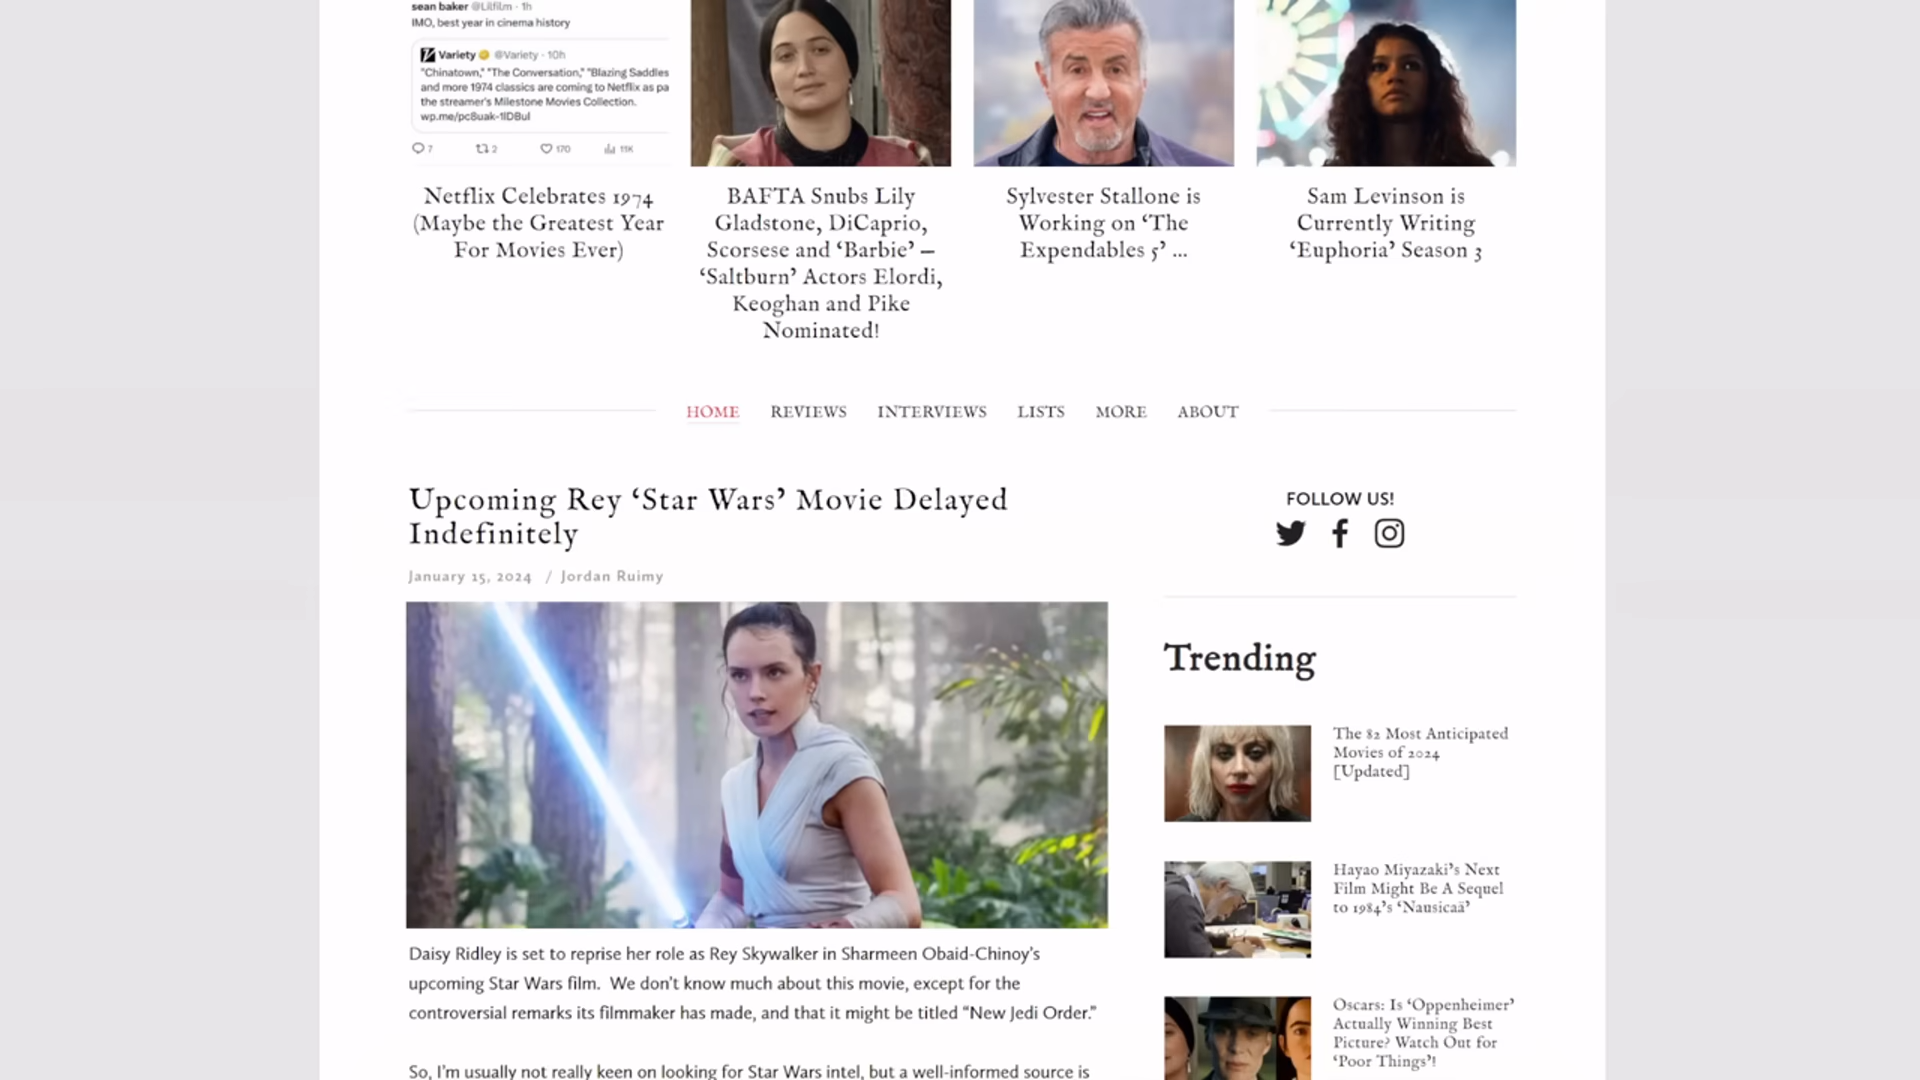 sean baker @Lilfilm · 1h
IMO, best year in cinema history
Variety @Variety · 10h
"Chinatown," "The Conversation," "Blazing Saddles
and more 1974 classics are coming to Netflix as pa
the streamer's Milestone Movies Collection.
wp.me/pc8uak-1lDBul
7 2 170 11K
Netflix Celebrates 1974
(Maybe the Greatest Year
For Movies Ever)
BAFTA Snubs Lily
Gladstone, DiCaprio,
Scorsese and ‘Barbie’ —
‘Saltburn’ Actors Elordi,
Keoghan and Pike
Nominated!
Sylvester Stallone is
Working on ‘The
Expendables 5’ ...
Sam Levinson is
Currently Writing
‘Euphoria’ Season 3
HOME REVIEWS INTERVIEWS LISTS MORE ABOUT
Upcoming Rey ‘Star Wars’ Movie Delayed
Indefinitely
January 15, 2024 / Jordan Ruimy
Daisy Ridley is set to reprise her role as Rey Skywalker in Sharmeen Obaid-Chinoy’s
upcoming Star Wars film. We don’t know much about this movie, except for the
controversial remarks its filmmaker has made, and that it might be titled “New Jedi Order.”
So, I’m usually not really keen on looking for Star Wars intel, but a well-informed source is
FOLLOW US!
Trending
The 82 Most Anticipated
Movies of 2024
[Updated]
Hayao Miyazaki’s Next
Film Might Be A Sequel
to 1984’s ‘Nausicaä’
Oscars: Is ‘Oppenheimer’
Actually Winning Best
Picture? Watch Out for
‘Poor Things’!